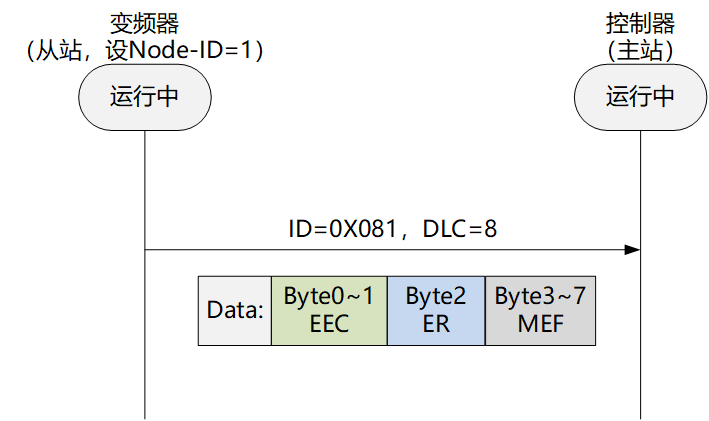 变频器
（从站，设Node-ID=1）
运行中
控制器
（主站）
运行中
ID=0X081，DLC=8
Data:
Byte0~1
EEC
Byte2
ER
Byte3~7
MEF